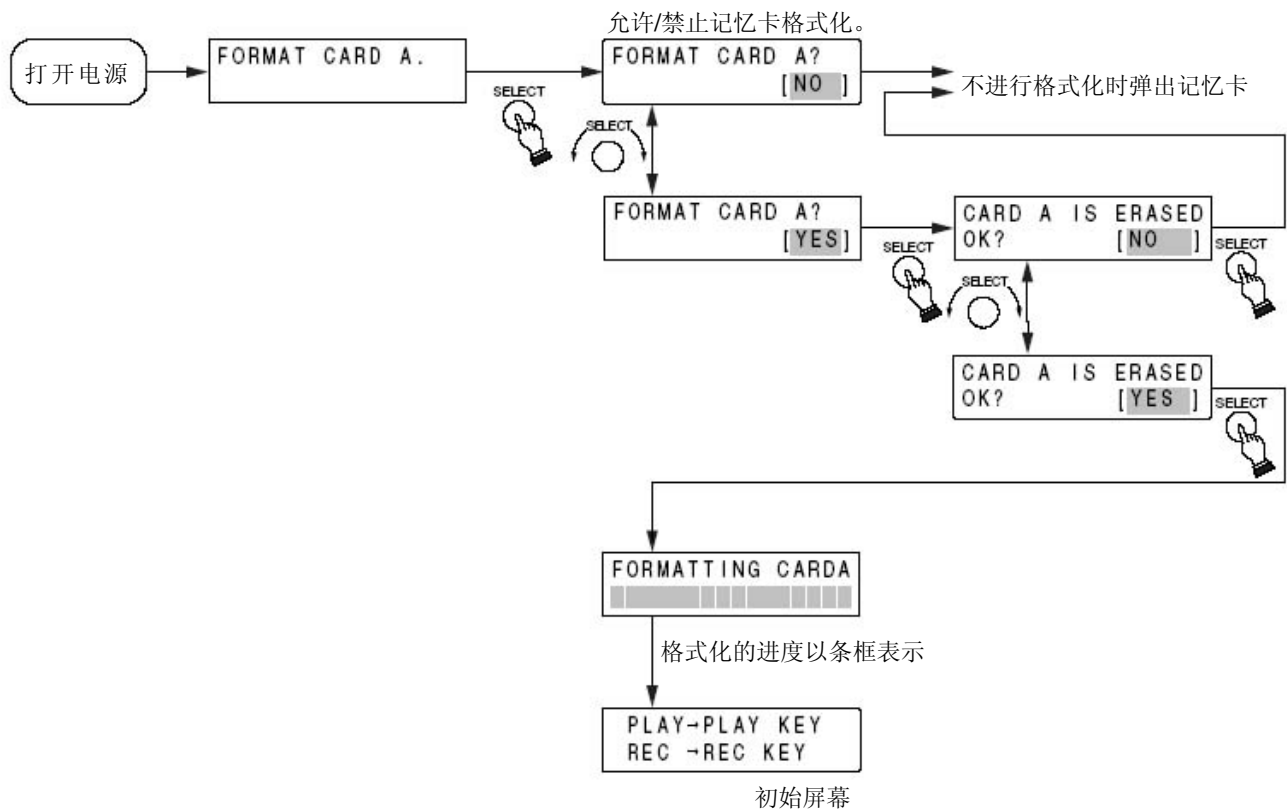 允许/禁止记忆卡格式化。
打开电源
FORMAT CARD A.
FORMAT CARD A?
[NO ]
不进行格式化时弹出记忆卡
SELECT
SELECT
FORMAT CARD A?
[YES]
CARD A IS ERASED
OK? [NO ]
SELECT
SELECT
SELECT
CARD A IS ERASED
OK? [YES ]
SELECT
FORMATTING CARDA
格式化的进度以条框表示
PLAY→PLAY KEY
REC →REC KEY
初始屏幕